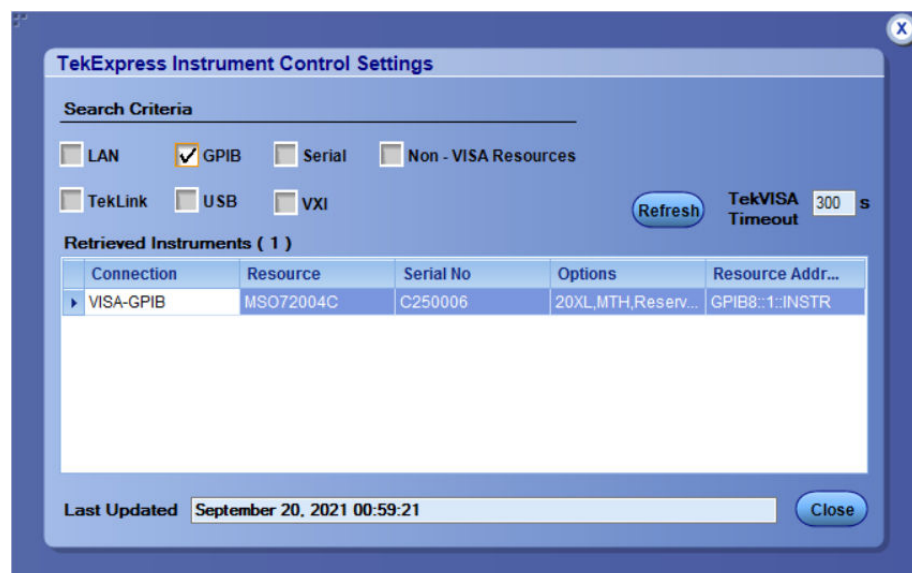 X
TekExpress Instrument Control Settings
Search Criteria
LAN GPIB Serial Non - VISA Resources
TekLink USB VXI Refresh TekVISA Timeout 300 s
Retrieved Instruments ( 1 )
Connection Resource Serial No Options Resource Addr...
VISA-GPIB MSO72004C C250006 20XL,MTH,Reserv... GPIB8::1::INSTR
Last Updated September 20, 2021 00:59:21 Close